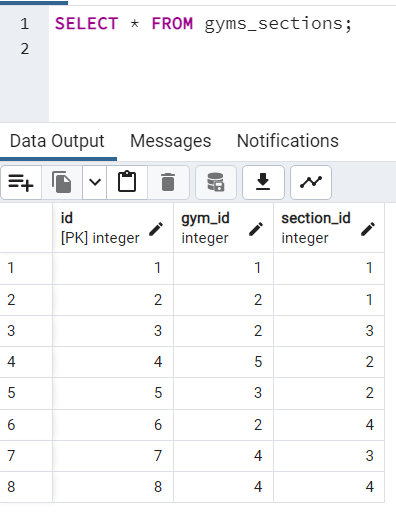 1 SELECT * FROM gyms_sections;
2
Data Output Messages Notifications
id gym_id section_id
[PK] integer integer integer
1 1 1 1
2 2 2 1
3 3 2 3
4 4 5 2
5 5 3 2
6 6 2 4
7 7 4 3
8 8 4 4